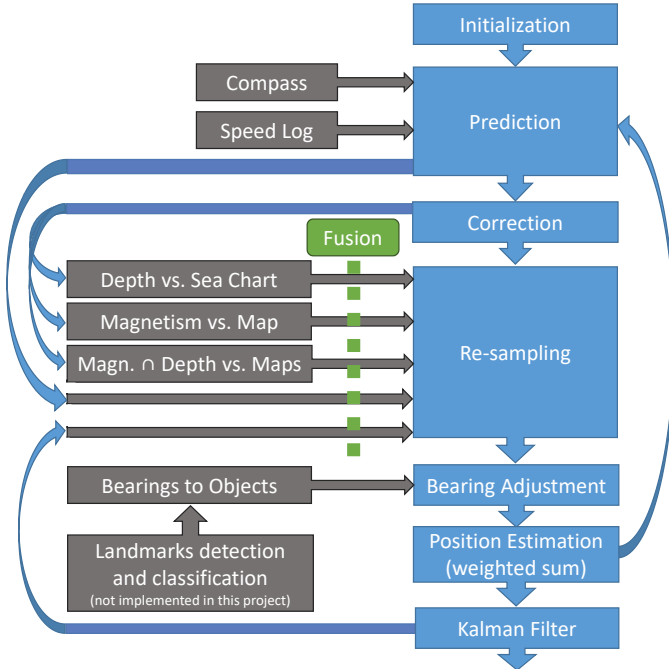 Initialization
Compass
Speed Log
Prediction
Correction
Fusion
Depth vs. Sea Chart
Magnetism vs. Map
Magn. ∩ Depth vs. Maps
Re-sampling
Bearings to Objects
Bearing Adjustment
Landmarks detection
and classification
(not implemented in this project)
Position Estimation
(weighted sum)
Kalman Filter